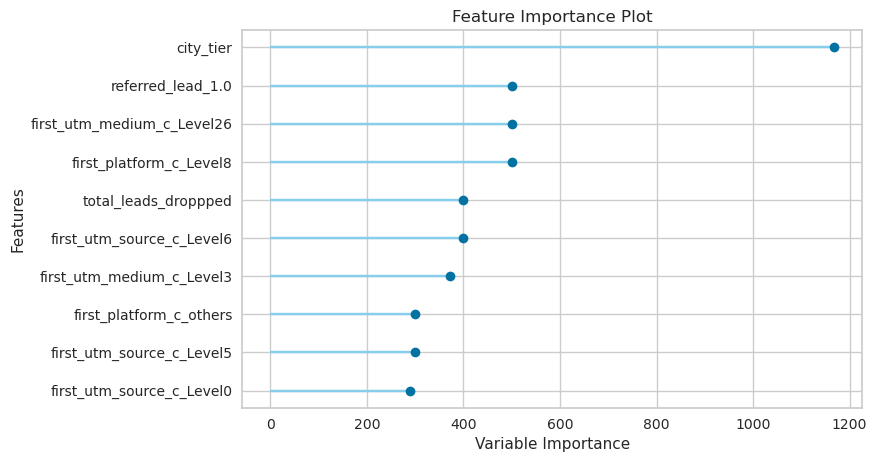 Feature Importance Plot
city_tier
referred_lead_1.0
first_utm_medium_c_Level26
first_platform_c_Level8
total_leads_droppped
first_utm_source_c_Level6
first_utm_medium_c_Level3
first_platform_c_others
first_utm_source_c_Level5
first_utm_source_c_Level0
Features
0 200 400 600 800 1000 1200
Variable Importance